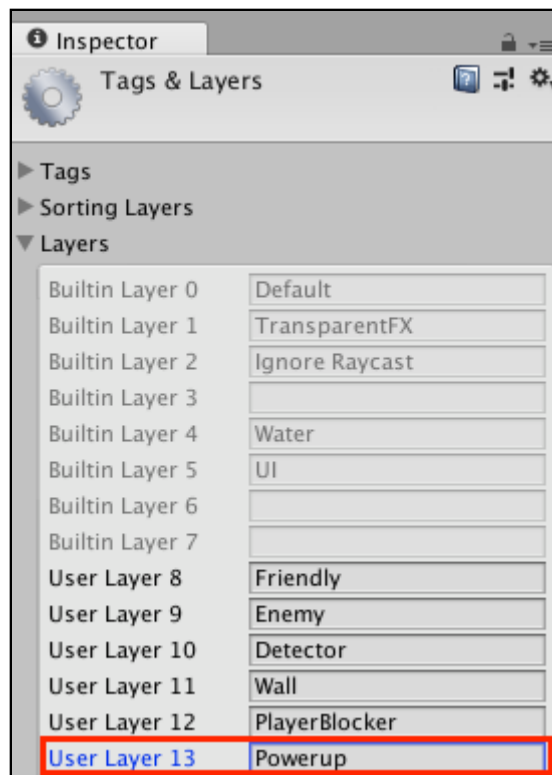 Inspector
Tags & Layers
Tags
Sorting Layers
Layers
Builtin Layer 0 Default
Builtin Layer 1 TransparentFX
Builtin Layer 2 Ignore Raycast
Builtin Layer 3
Builtin Layer 4 Water
Builtin Layer 5 UI
Builtin Layer 6
Builtin Layer 7
User Layer 8 Friendly
User Layer 9 Enemy
User Layer 10 Detector
User Layer 11 Wall
User Layer 12 PlayerBlocker
User Layer 13 Powerup